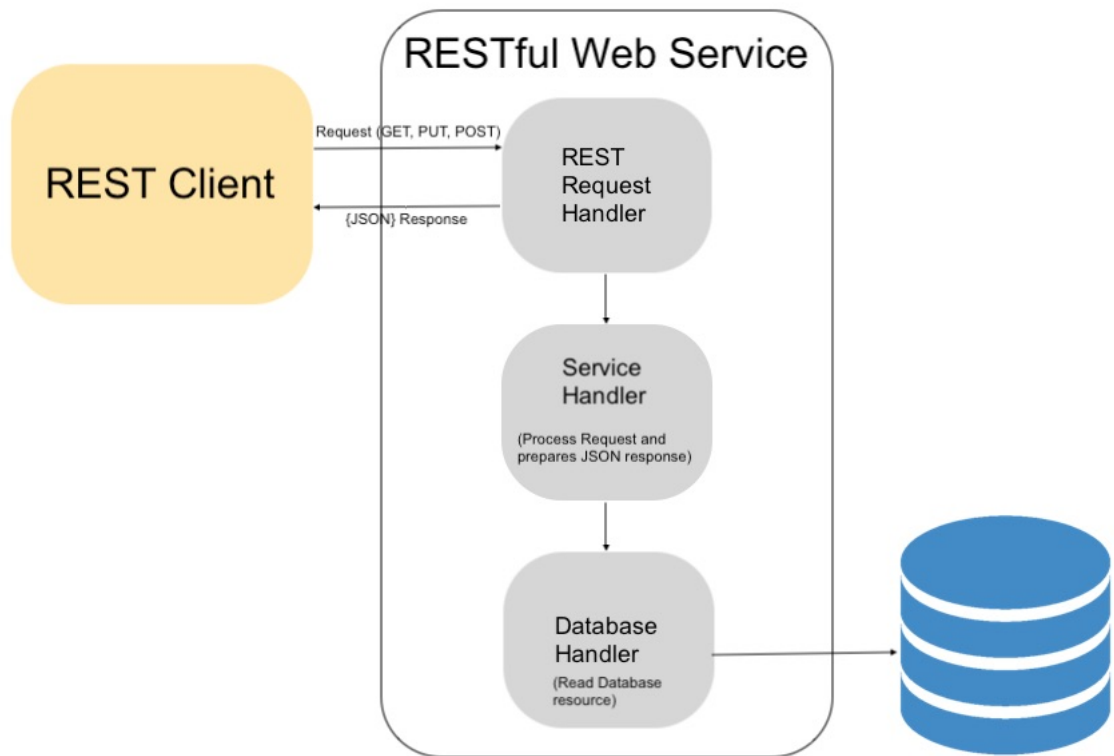 RESTful Web Service
REST Client
Request (GET, PUT, POST)
{JSON} Response
REST
Request
Handler
Service
Handler
(Process Request and
prepares JSON response)
Database
Handler
(Read Database
resource)